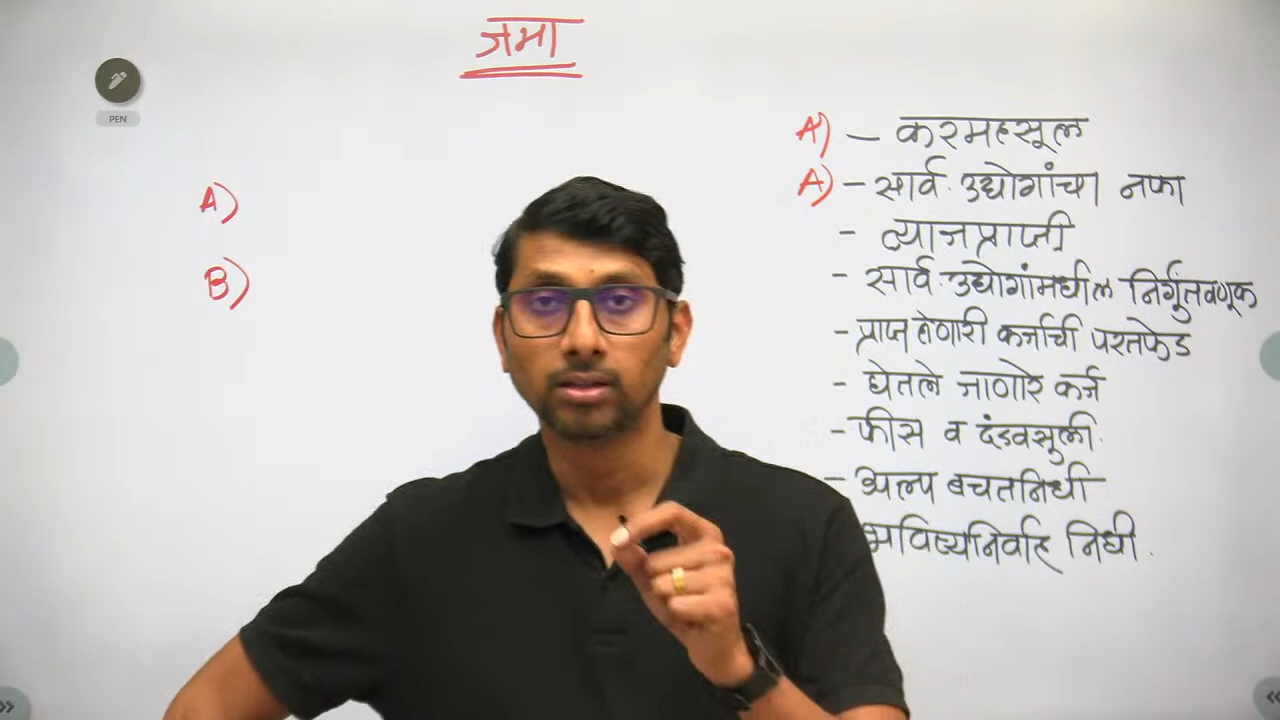 जमा
PEN
A)
B)
A) - करमहसूल
A) - सार्व. उद्योगांचा नफा
- व्याजप्राप्ती
- सार्व. उद्योगांमधील निर्गुंतवणूक
- प्राप्त होणारी कर्जाची परतफेड
- घेतले जाणारे कर्ज
- फीस व दंडवसुली.
- अल्प बचतनिधी
भविष्यनिर्वाह निधी.